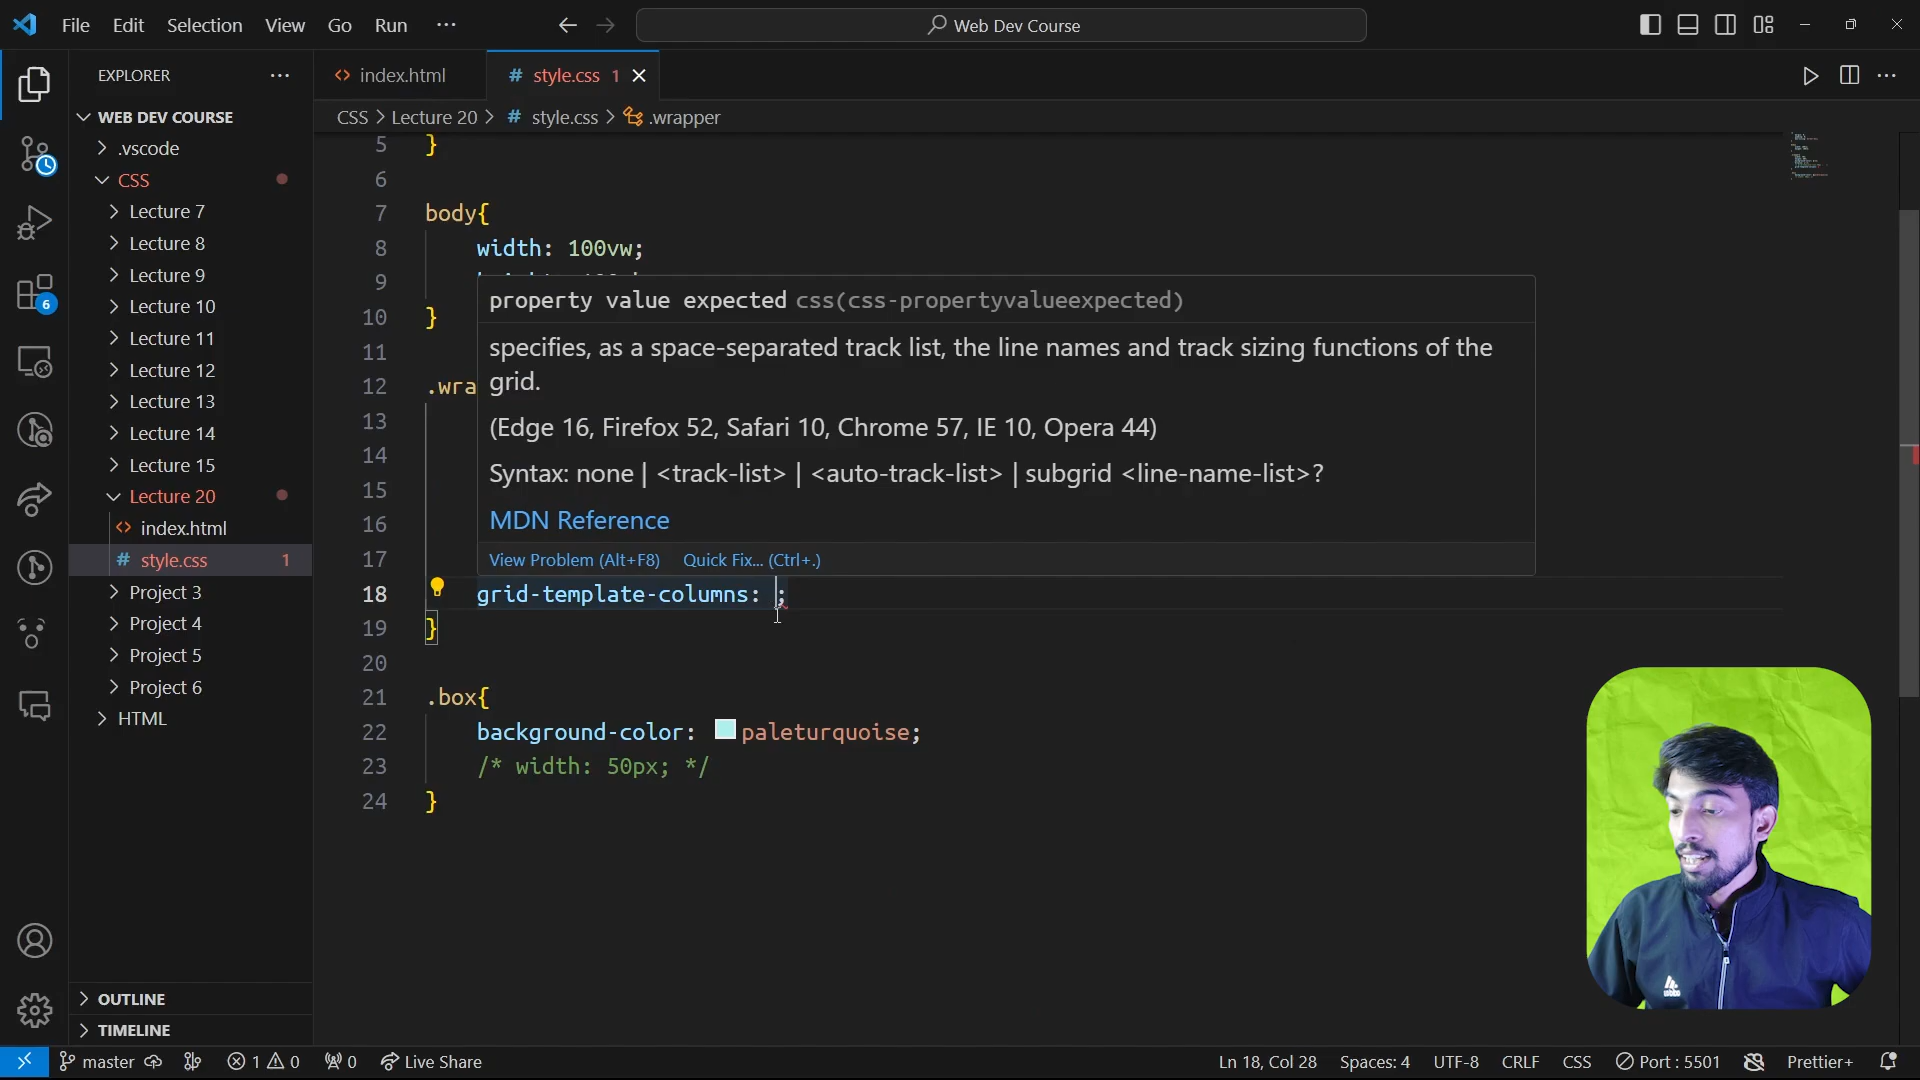 File Edit Selection View Go Run ···
Web Dev Course
EXPLORER ···
index.html
# style.css 1
CSS > Lecture 20 > # style.css > .wrapper
WEB DEV COURSE
.vscode
CSS
Lecture 7
Lecture 8
Lecture 9
Lecture 10
Lecture 11
Lecture 12
Lecture 13
Lecture 14
Lecture 15
Lecture 20
index.html
# style.css 1
Project 3
Project 4
Project 5
Project 6
HTML
OUTLINE
TIMELINE
6
5 }
6
7 body{
8 width: 100vw;
9
10 }
11
12 .wra
13
14
15
16
17
property value expected css(css-propertyvalueexpected)
specifies, as a space-separated track list, the line names and track sizing functions of the
grid.
(Edge 16, Firefox 52, Safari 10, Chrome 57, IE 10, Opera 44)
Syntax: none | <track-list> | <auto-track-list> | subgrid <line-name-list>?
MDN Reference
View Problem (Alt+F8) Quick Fix... (Ctrl+.)
18 grid-template-columns: ;
19 }
20
21 .box{
22 background-color: paleturquoise;
23 /* width: 50px; */
24 }
master 1 0 0 Live Share
Ln 18, Col 28 Spaces: 4 UTF-8 CRLF CSS Port : 5501 Prettier+